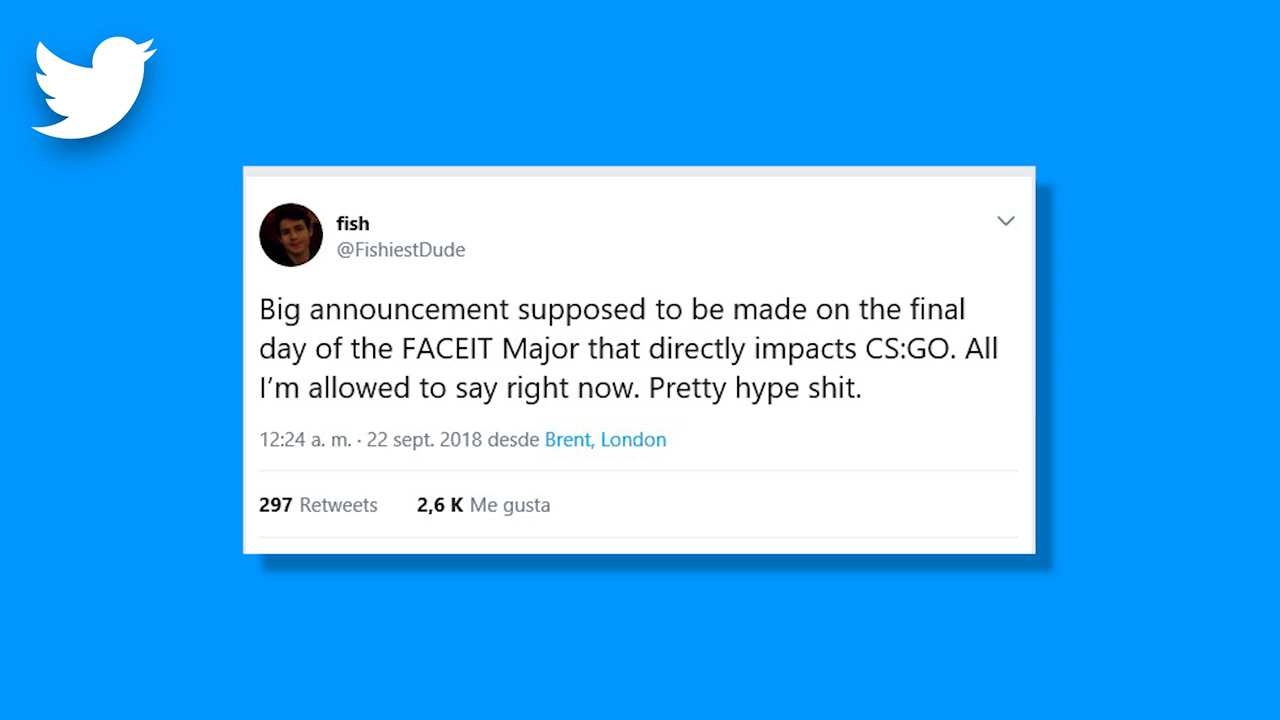 fish
@FishiestDude
Big announcement supposed to be made on the final
day of the FACEIT Major that directly impacts CS:GO. All
I’m allowed to say right now. Pretty hype shit.
12:24 a. m. · 22 sept. 2018 desde Brent, London
297 Retweets 2,6 K Me gusta